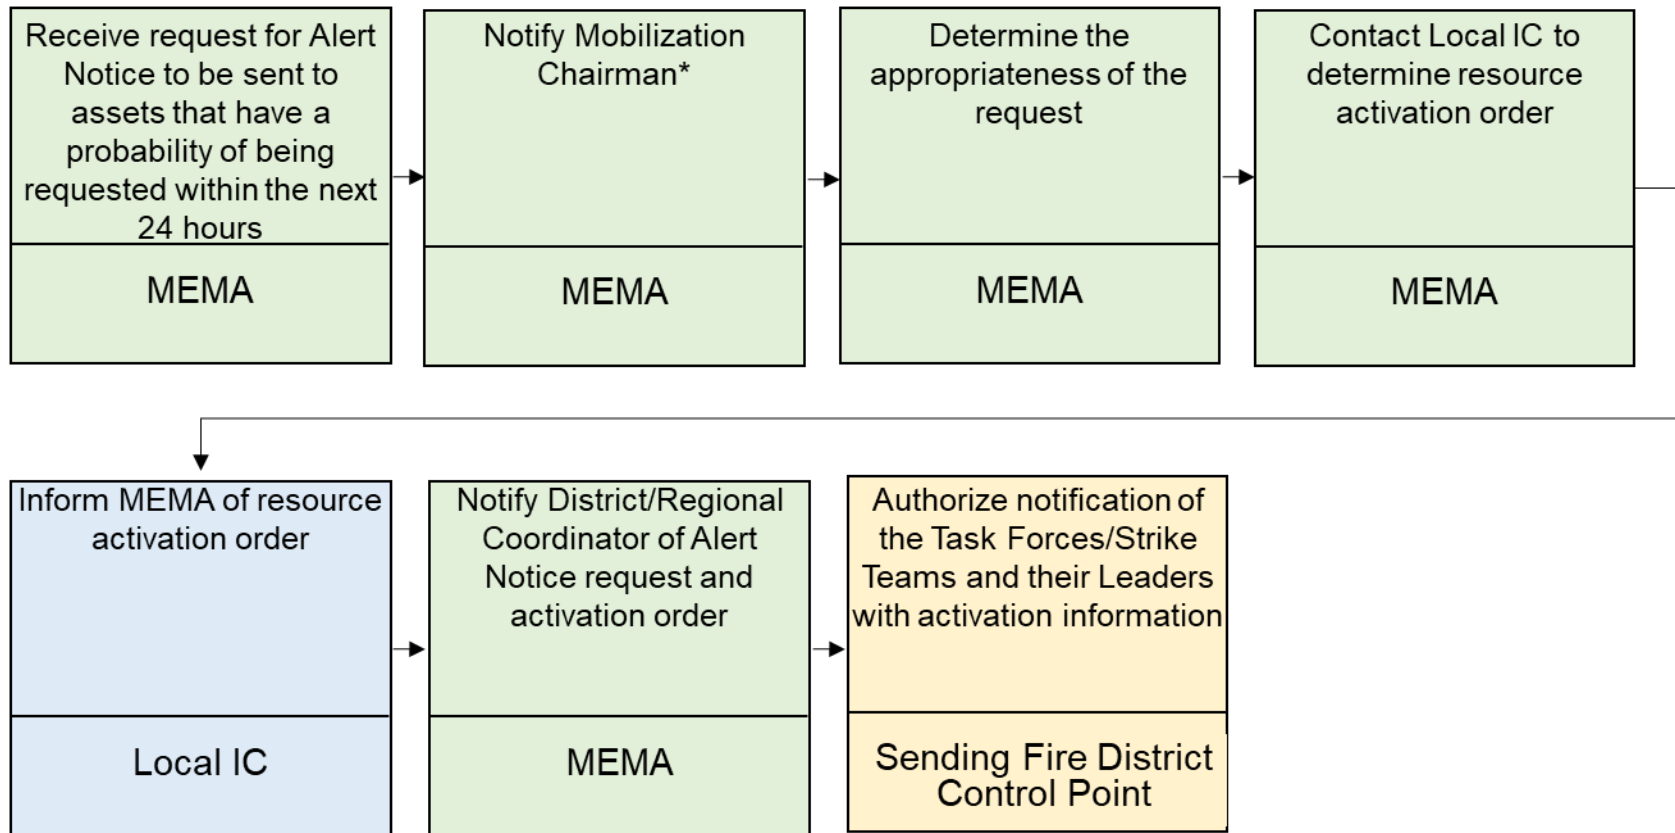 Receive request for Alert
Notice to be sent to
assets that have a
probability of being
requested within the next
24 hours
MEMA
Notify Mobilization
Chairman*
MEMA
Determine the
appropriateness of the
request
MEMA
Contact Local IC to
determine resource
activation order
MEMA
Inform MEMA of resource
activation order
Local IC
Notify District/Regional
Coordinator of Alert
Notice request and
activation order
MEMA
Authorize notification of
the Task Forces/Strike
Teams and their Leaders
with activation information
Sending Fire District
Control Point